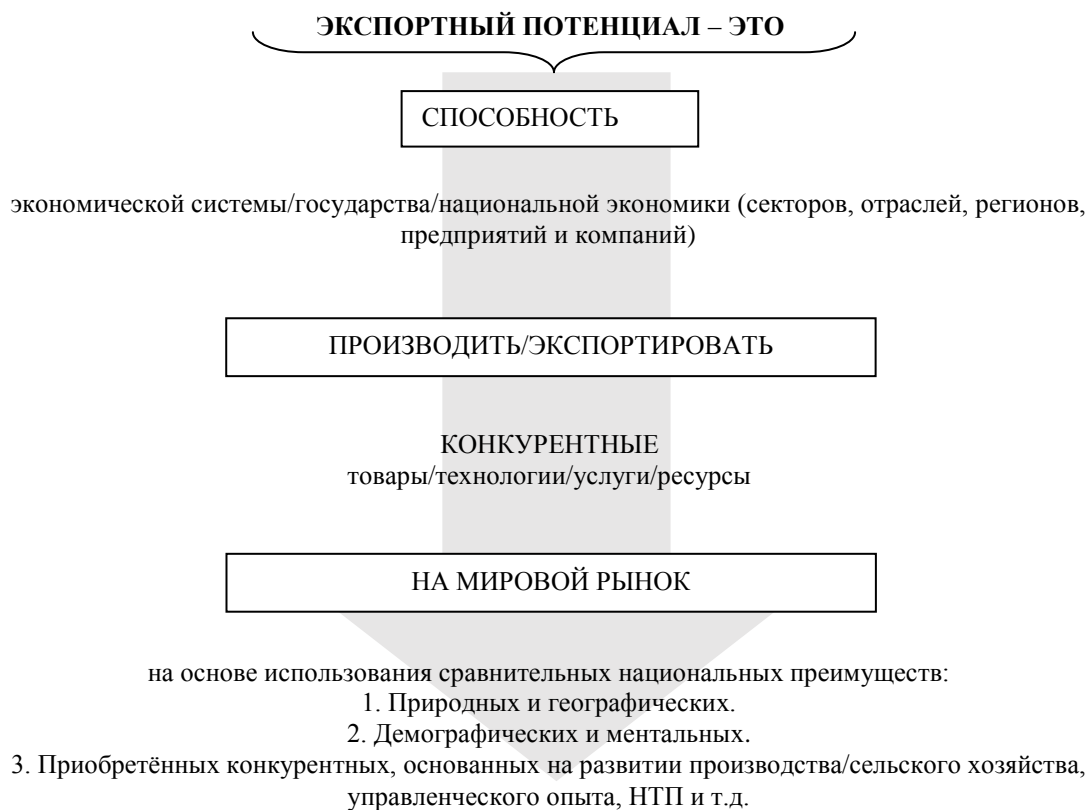 ЭКСПОРТНЫЙ ПОТЕНЦИАЛ – ЭТО
СПОСОБНОСТЬ
экономической системы/государства/национальной экономики (секторов, отраслей, регионов,
предприятий и компаний)
ПРОИЗВОДИТЬ/ЭКСПОРТИРОВАТЬ
КОНКУРЕНТНЫЕ
товары/технологии/услуги/ресурсы
НА МИРОВОЙ РЫНОК
на основе использования сравнительных национальных преимуществ:
1. Природных и географических.
2. Демографических и ментальных.
3. Приобретённых конкурентных, основанных на развитии производства/сельского хозяйства,
управленческого опыта, НТП и т.д.